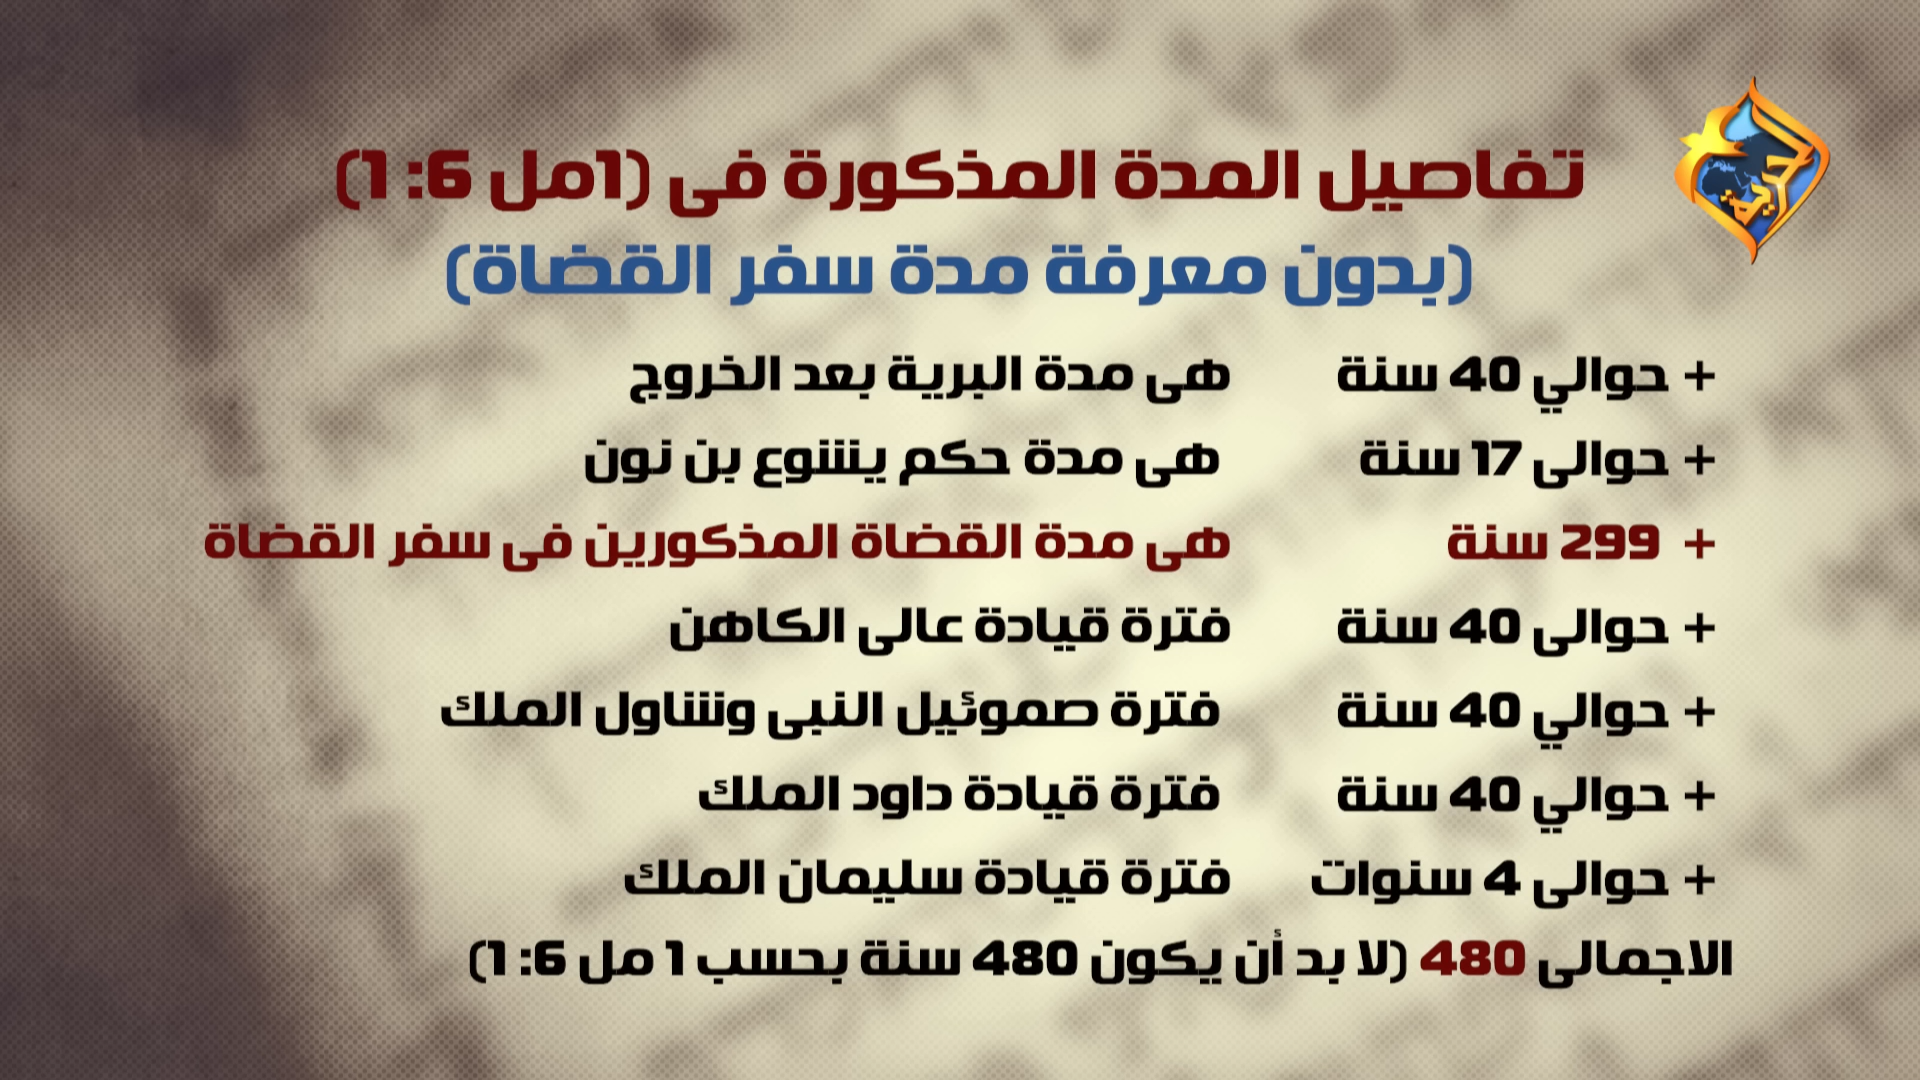 تفاصيل المدة المذكورة فى (1مل 6: 1)
(بدون معرفة مدة سفر القضاة)
+ حوالي 40 سنة هى مدة البرية بعد الخروج
+ حوالى 17 سنة هى مدة حكم يشوع بن نون
+ 299 سنة هى مدة القضاة المذكورين فى سفر القضاة
+ حوالى 40 سنة فترة قيادة عالى الكاهن
+ حوالي 40 سنة فترة صموئيل النبى وشاول الملك
+ حوالي 40 سنة فترة قيادة داود الملك
+ حوالى 4 سنوات فترة قيادة سليمان الملك
الاجمالى 480 (لا بد أن يكون 480 سنة بحسب 1 مل 6: 1)
الحرية